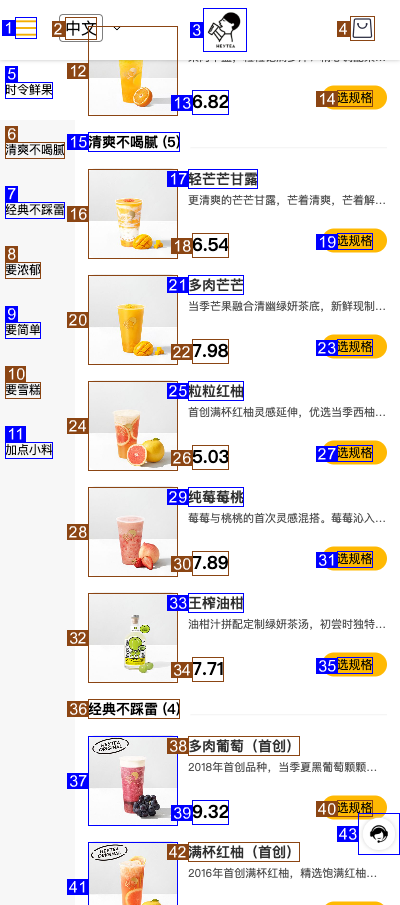 1
2
中文
3
HEYTEA
4
5
时令鲜果
6
清爽不喝腻
7
经典不踩雷
8
要浓郁
9
要简单
10
要雪糕
11
加点小料
12
13
6.82
14
选规格
15
清爽不喝腻 (5)
16
17
轻芒芒甘露
更清爽的芒芒甘露，芒着清爽，芒着解...
18
6.54
19
选规格
20
21
多肉芒芒
当季芒果融合清幽绿妍茶底，新鲜现制...
22
7.98
23
选规格
24
25
粒粒红柚
首创满杯红柚灵感延伸，优选当季西柚...
26
5.03
27
选规格
28
29
纯莓莓桃
莓莓与桃桃的首次灵感混搭。莓莓沁入...
30
7.89
31
选规格
32
33
王榨油柑
油柑汁拼配定制绿妍茶汤，初尝时独特...
34
7.71
35
选规格
36
经典不踩雷 (4)
37
HEYTEA ORIGINAL
38
多肉葡萄（首创）
2018年首创品种，当季夏黑葡萄颗颗...
39
9.32
40
选规格
41
HEYTEA ORIGINAL
42
满杯红柚（首创）
2016年首创满杯红柚，精选饱满红柚...
43